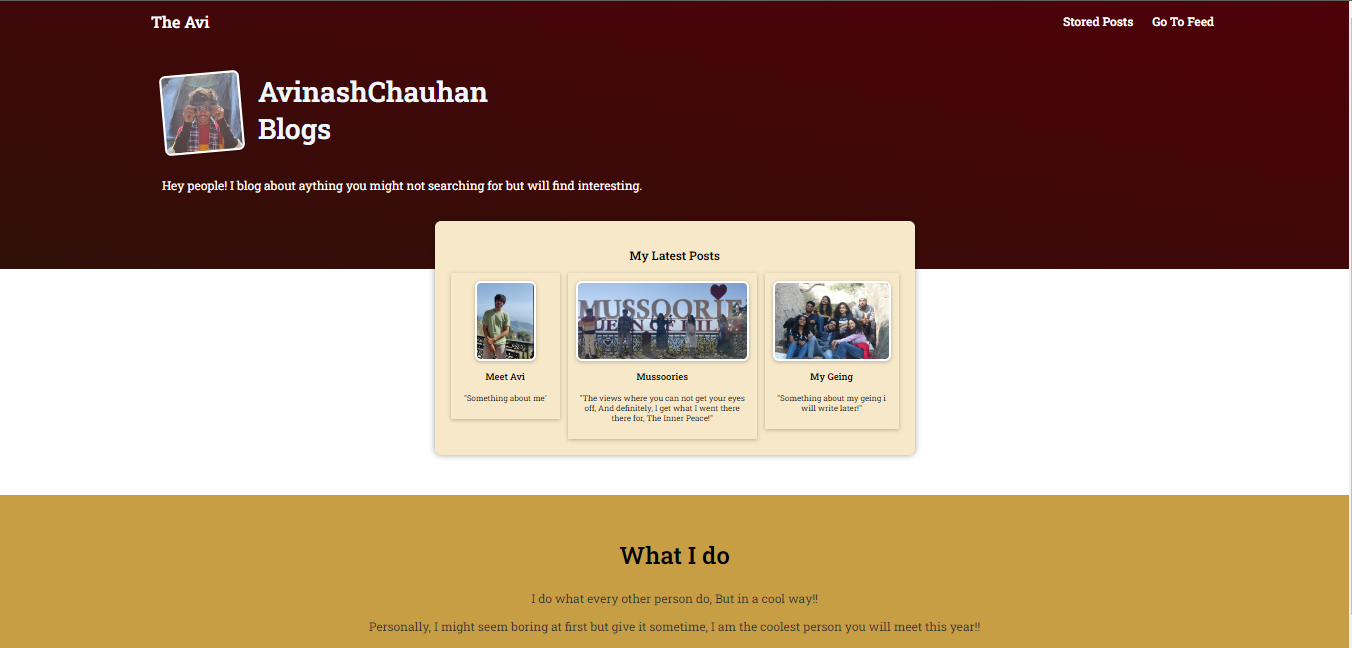 The Avi
Stored Posts
Go To Feed
AvinashChauhan
Blogs
Hey people! I blog about aything you might not searching for but will find interesting.
My Latest Posts
MUSSOORIE
Meet Avi
"Something about me"
Mussoories
"The views where you can not get your eyes
off, And definitely, I get what I went there
there for, The Inner Peace!"
My Geing
"Something about my geing i
will write later!"
What I do
I do what every other person do, But in a cool way!!
Personally, I might seem boring at first but give it sometime, I am the coolest person you will meet this year!!